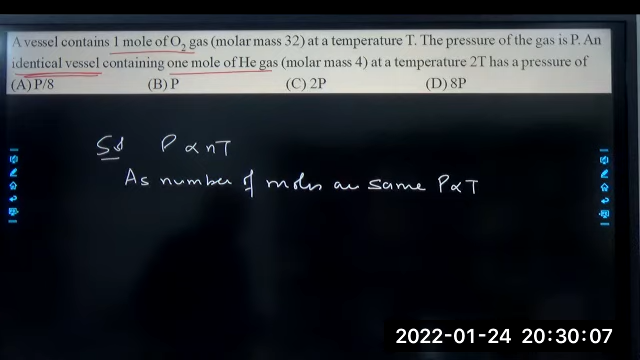 A vessel contains 1 mole of O₂ gas (molar mass 32) at a temperature T. The pressure of the gas is P. An
identical vessel containing one mole of He gas (molar mass 4) at a temperature 2T has a pressure of
(A) P/8 (B) P (C) 2P (D) 8P
Sol P ∝ nT
As number of moles are same P ∝ T
2022-01-24 20:30:07